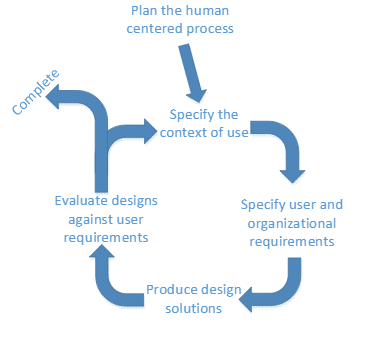 Plan the human
centered process
Complete
Specify the
context of use
Evaluate designs
against user
requirements
Specify user and
organizational
requirements
Produce design
solutions